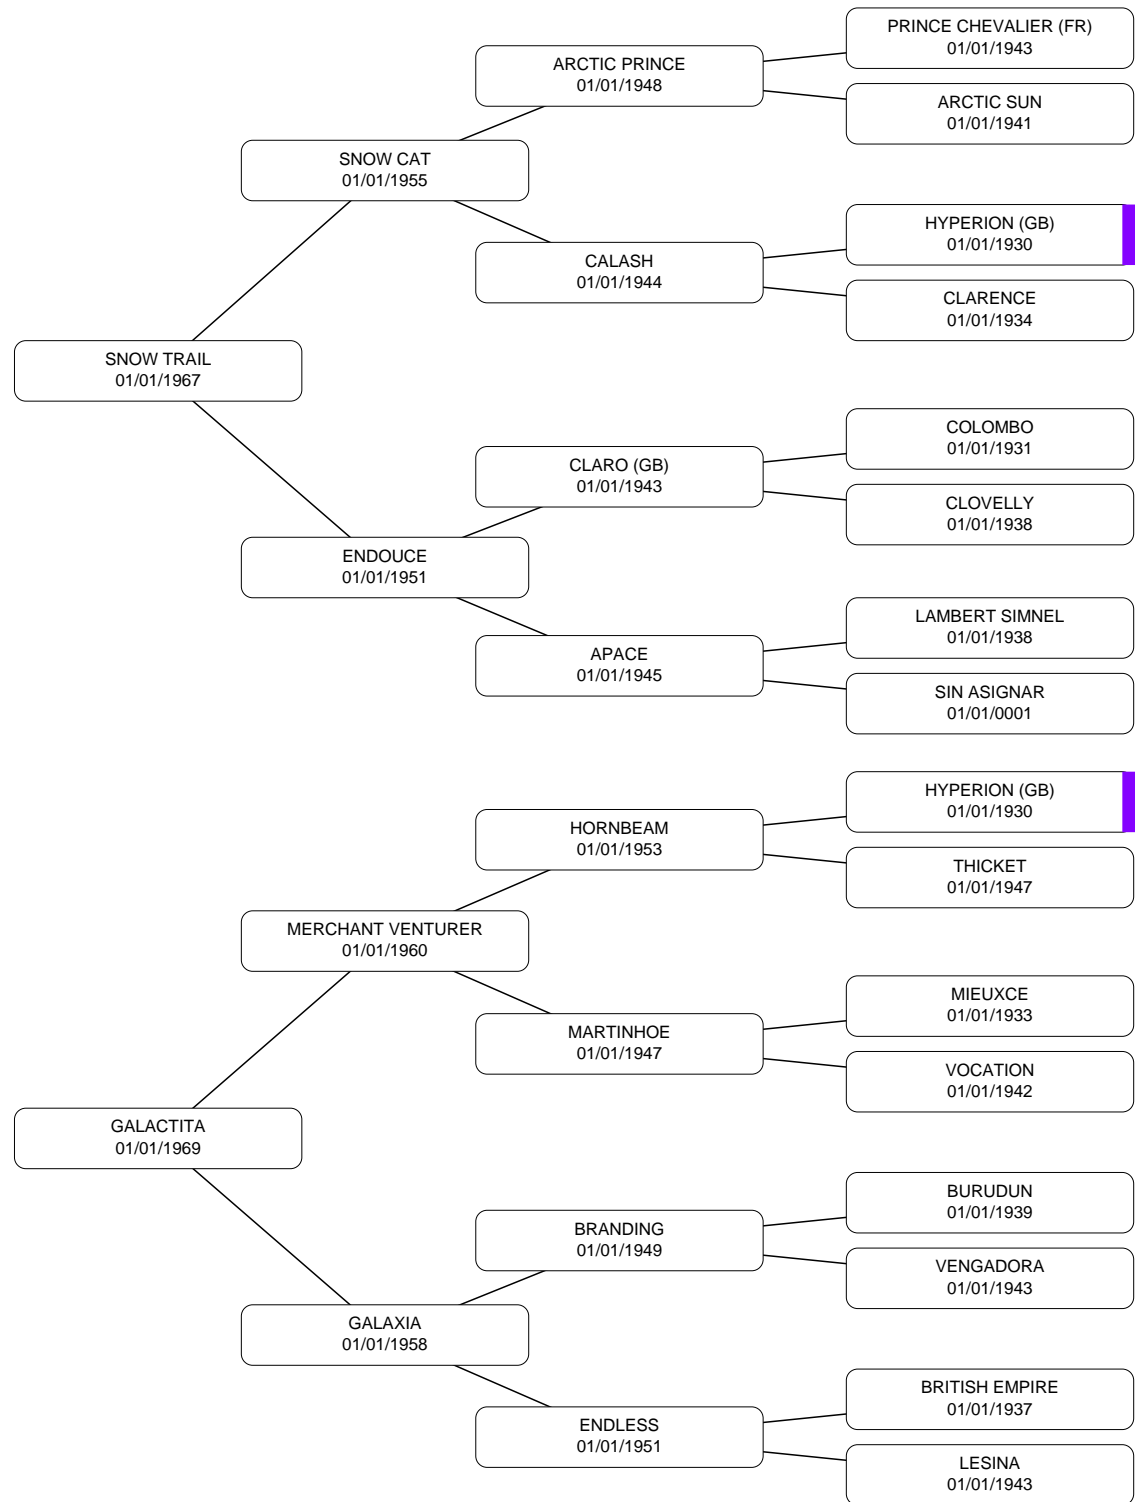 PRINCE CHEVALIER (FR)
01/01/1943
ARCTIC PRINCE
01/01/1948
ARCTIC SUN
01/01/1941
SNOW CAT
01/01/1955
HYPERION (GB)
01/01/1930
CALASH
01/01/1944
CLARENCE
01/01/1934
SNOW TRAIL
01/01/1967
COLOMBO
01/01/1931
CLARO (GB)
01/01/1943
CLOVELLY
01/01/1938
ENDOUCE
01/01/1951
LAMBERT SIMNEL
01/01/1938
APACE
01/01/1945
SIN ASIGNAR
01/01/0001
HYPERION (GB)
01/01/1930
HORNBEAM
01/01/1953
THICKET
01/01/1947
MERCHANT VENTURER
01/01/1960
MIEUXCE
01/01/1933
MARTINHOE
01/01/1947
VOCATION
01/01/1942
GALACTITA
01/01/1969
BURUDUN
01/01/1939
BRANDING
01/01/1949
VENGADORA
01/01/1943
GALAXIA
01/01/1958
BRITISH EMPIRE
01/01/1937
ENDLESS
01/01/1951
LESINA
01/01/1943